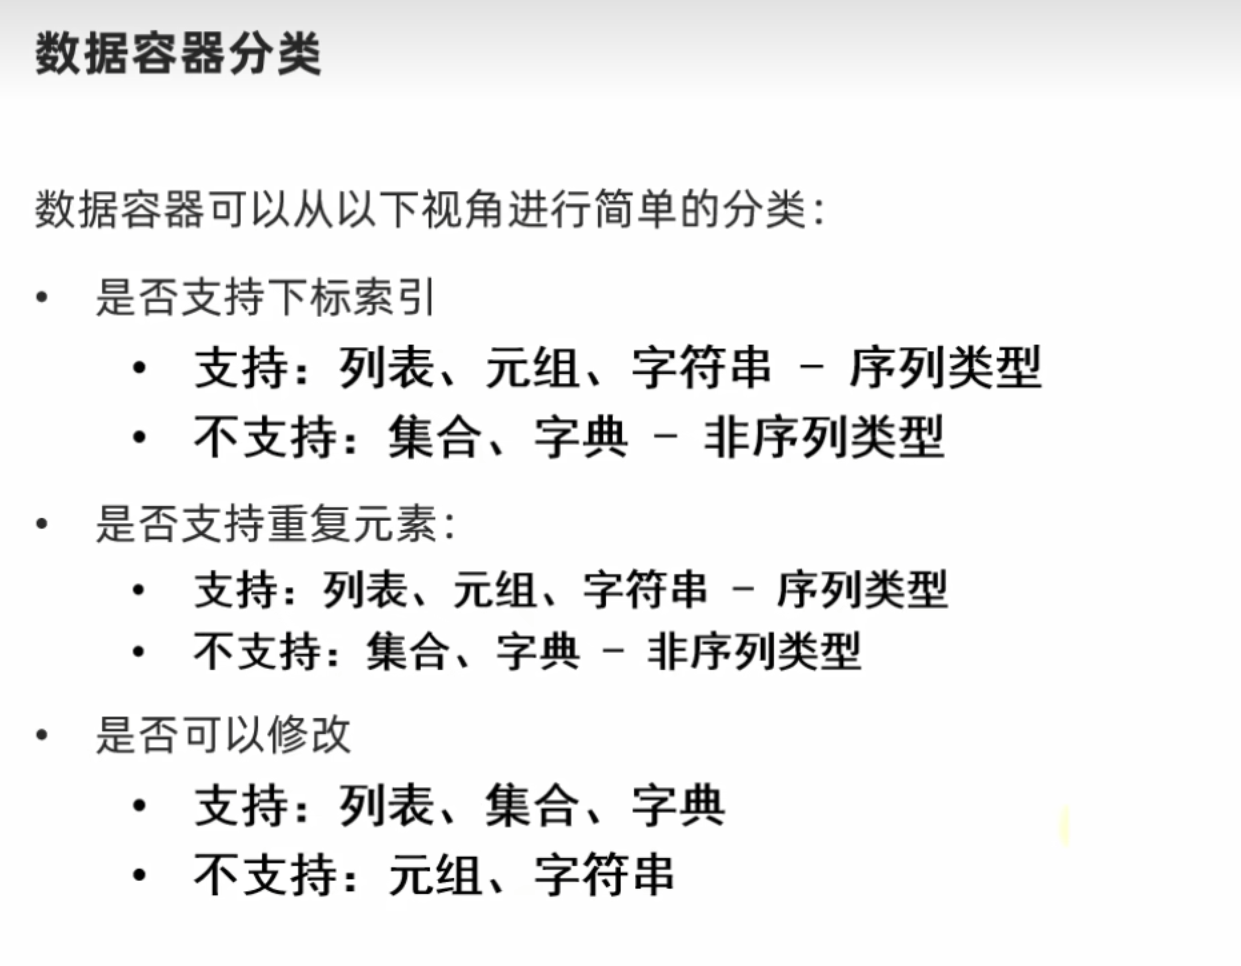 数据容器分类
数据容器可以从以下视角进行简单的分类：
• 是否支持下标索引
• 支持：列表、元组、字符串 - 序列类型
• 不支持：集合、字典 - 非序列类型
• 是否支持重复元素：
• 支持：列表、元组、字符串 - 序列类型
• 不支持：集合、字典 - 非序列类型
• 是否可以修改
• 支持：列表、集合、字典
• 不支持：元组、字符串